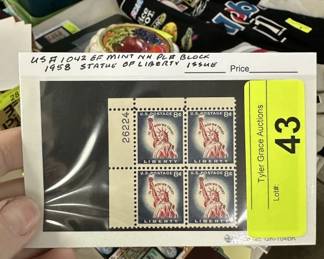 US # 1042 EF MINT NH PL# BLOCK
1958 STATUE OF LIBERTY ISSUE
Price
26224
U.S. POSTAGE 8¢
LIBERTY
U.S. POSTAGE 8¢
LIBERTY
U.S. POSTAGE 8¢
LIBERTY
U.S. POSTAGE 8¢
LIBERTY
Tyler Grace Auctions
Lot#:
43